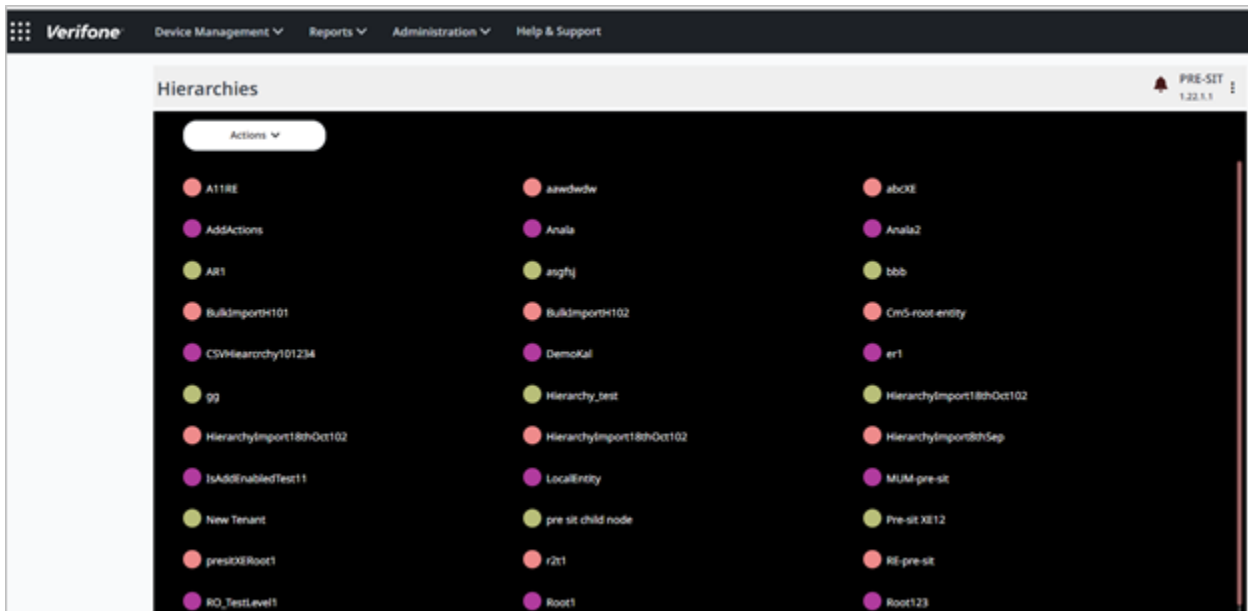 Verifone Device Management Reports Administration Help & Support
Hierarchies PRE-SIT
1.22.1.1
Actions
A11RE aawdwdw abcXE
AddActions Anala Anala2
AR1 asgfsj bbb
BulkImportH101 BulkImportH102 Cm5-root-entity
CSVHiearcrchy101234 DemoKal er1
gg Hierarchy_test HierarchyImport18thOct102
HierarchyImport18thOct102 HierarchyImport18thOct102 HierarchyImport8thSep
IsAddEnabledTest11 LocalEntity MUM-pre-sit
New Tenant pre sit child node Pre-sit XE12
presitXERoot1 r2t1 RE-pre-sit
RO_TestLevel1 Root1 Root123